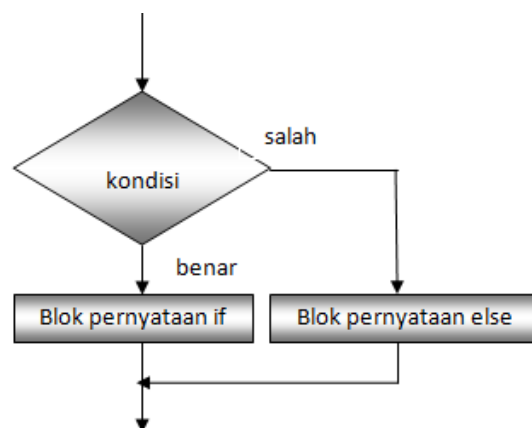 salah
kondisi
benar
Blok pernyataan if
Blok pernyataan else